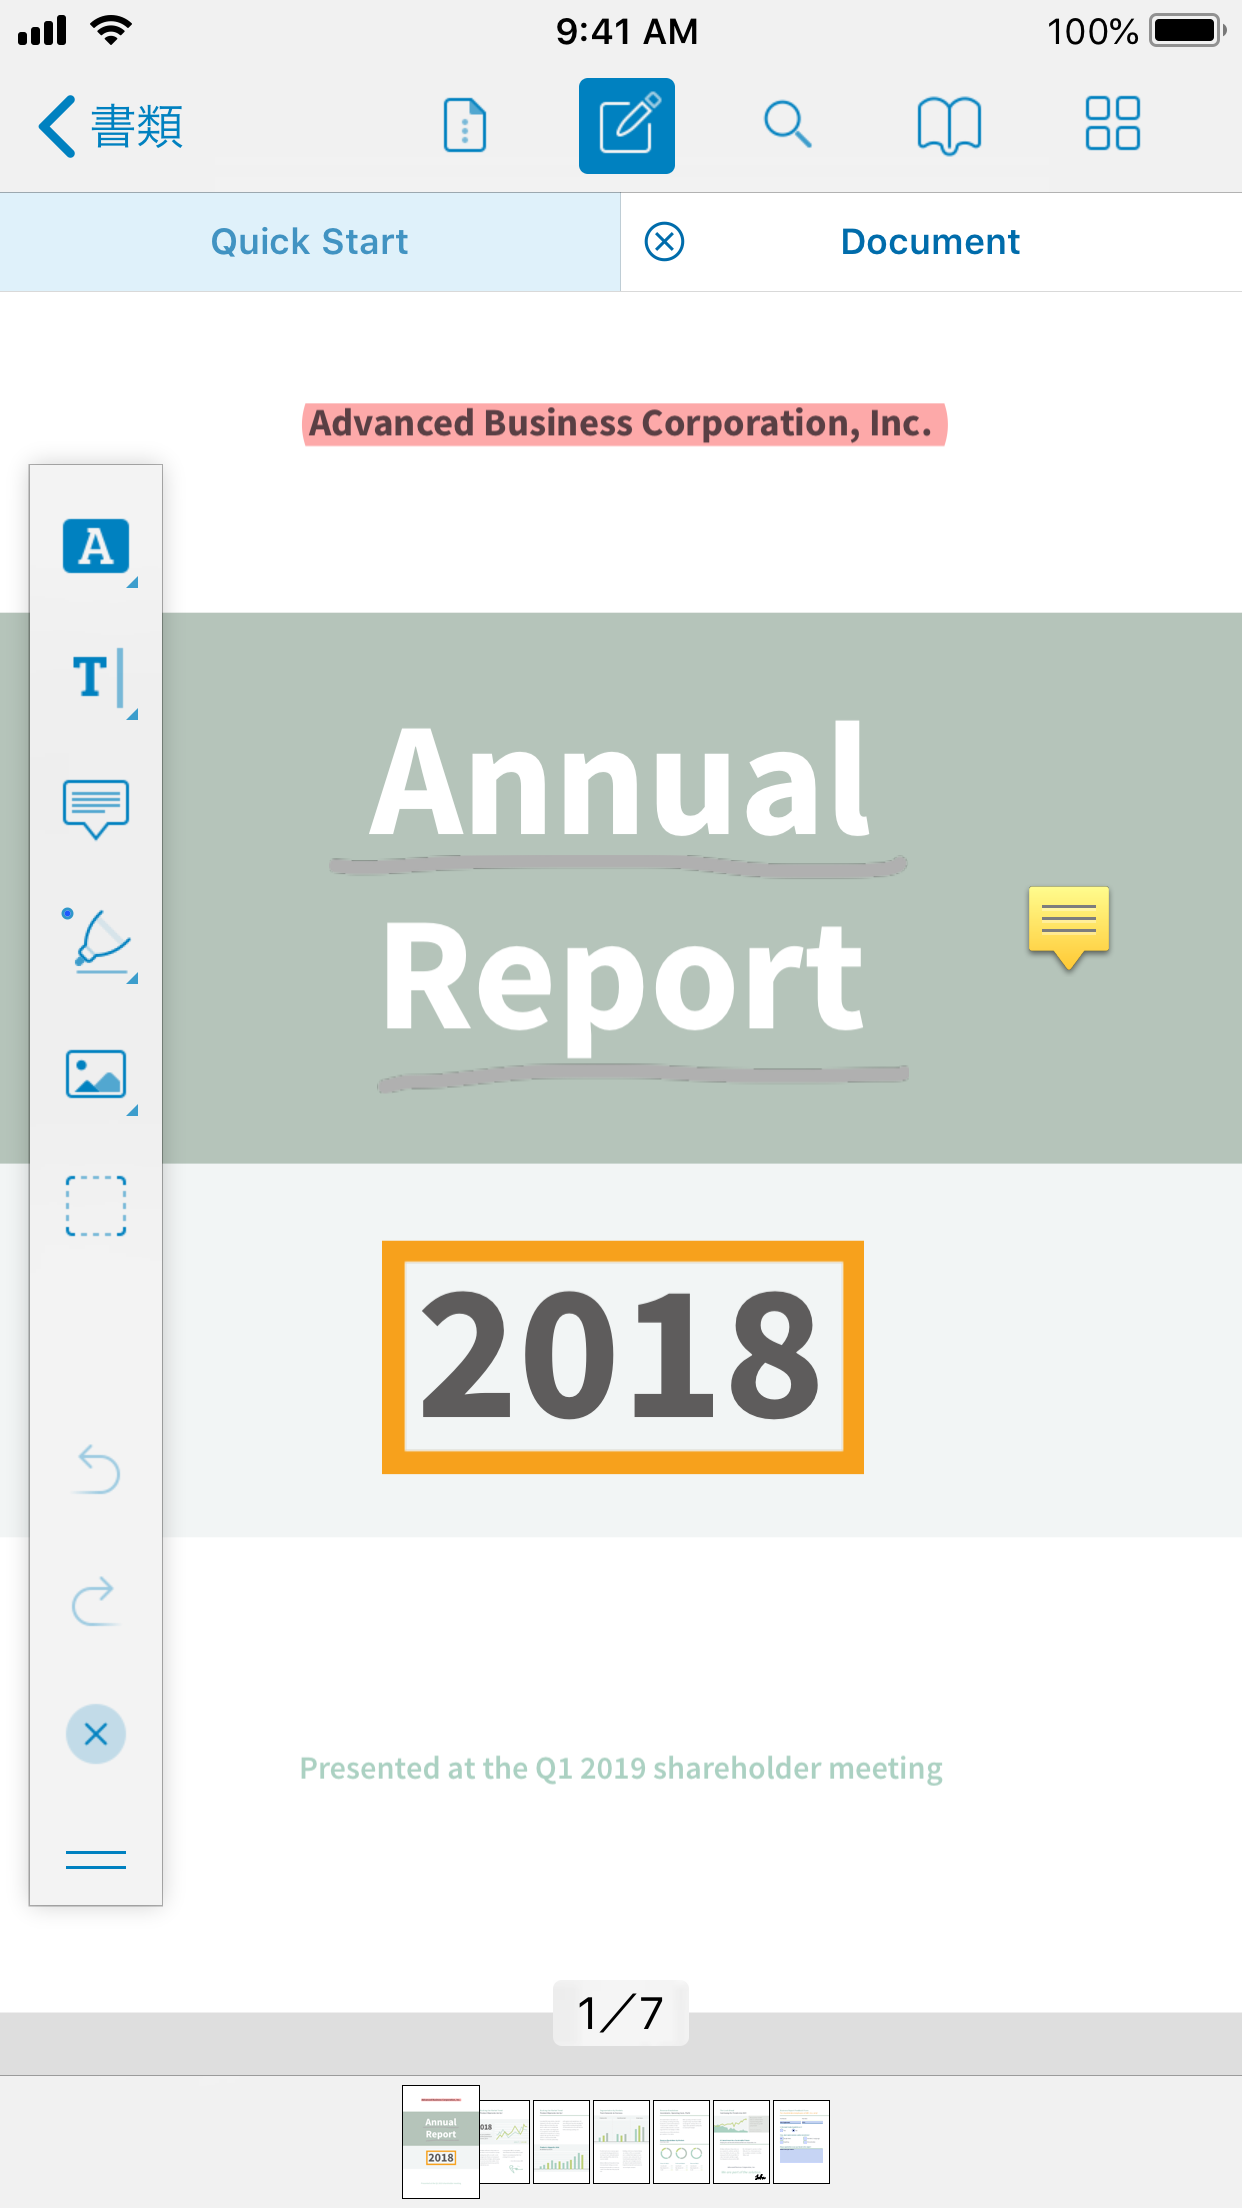 9:41 AM
100%
書類
Quick Start
Document
Advanced Business Corporation, Inc.
A
T
Annual
Report
2018
Presented at the Q1 2019 shareholder meeting
1/7
Annual
Report
2018
018